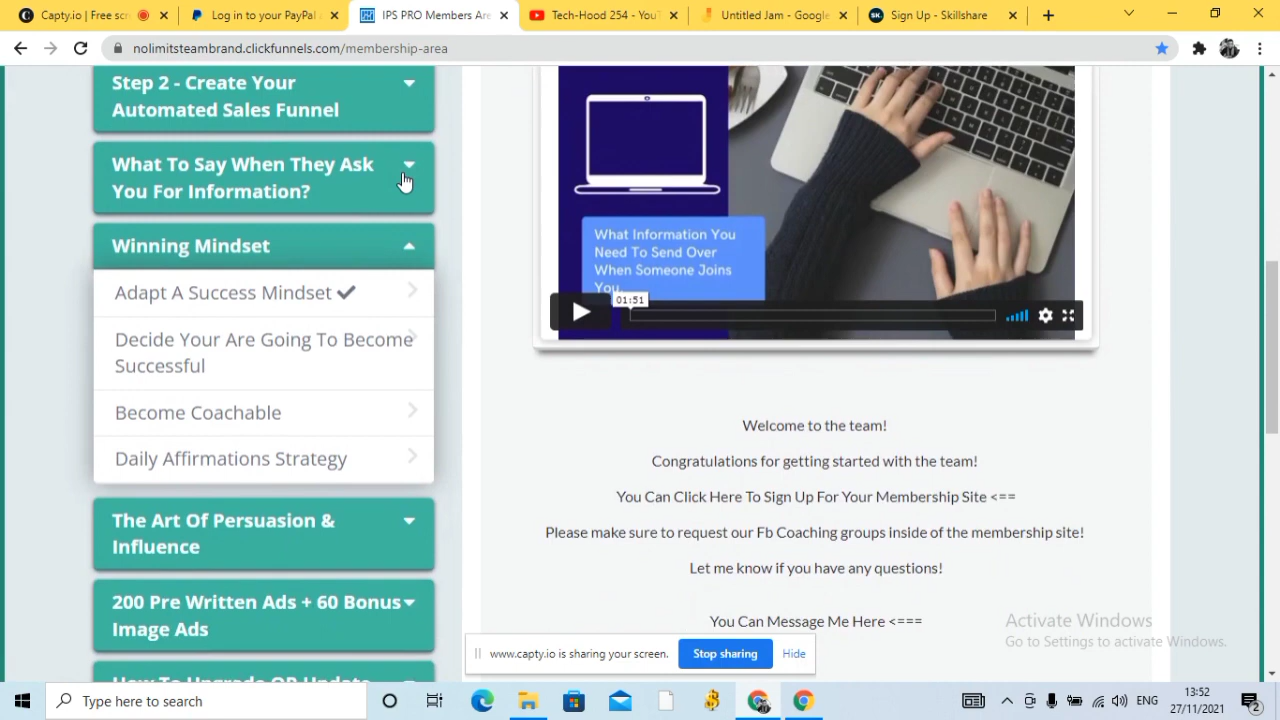 Capty.io | Free scr
Log in to your PayPal
IPS PRO Members Are
Tech-Hood 254 - You
Untitled Jam - Google
SK.
Sign Up - Skillshare
nolimitsteambrand.clickfunnels.com/membership-area
Step 2 - Create Your
Automated Sales Funnel
What To Say When They Ask
You For Information?
Winning Mindset
Adapt A Success Mindset ✔
Decide Your Are Going To Become
Successful
Become Coachable
Daily Affirmations Strategy
The Art Of Persuasion &
Influence
200 Pre Written Ads + 60 Bonus
Image Ads
What Information You
Need To Send Over
When Someone Joins
You.
01:51
Welcome to the team!
Congratulations for getting started with the team!
You Can Click Here To Sign Up For Your Membership Site <==
Please make sure to request our Fb Coaching groups inside of the membership site!
Let me know if you have any questions!
You Can Message Me Here <===
Activate Windows
Go to Settings to activate Windows.
www.capty.io is sharing your screen.
Stop sharing
Hide
How To Upgrade OR Update
Type here to search
ENG
13:52
27/11/2021
2